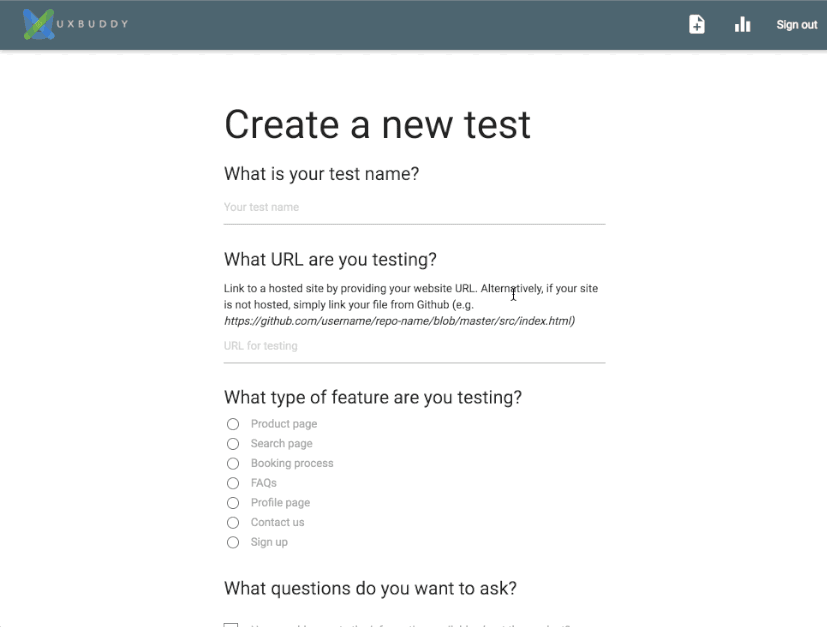 UXBUDDY
Sign out
Create a new test
What is your test name?
Your test name
What URL are you testing?
Link to a hosted site by providing your website URL. Alternatively, if your site
is not hosted, simply link your file from Github (e.g.
https://github.com/username/repo-name/blob/master/src/index.html)
URL for testing
What type of feature are you testing?
Product page
Search page
Booking process
FAQs
Profile page
Contact us
Sign up
What questions do you want to ask?